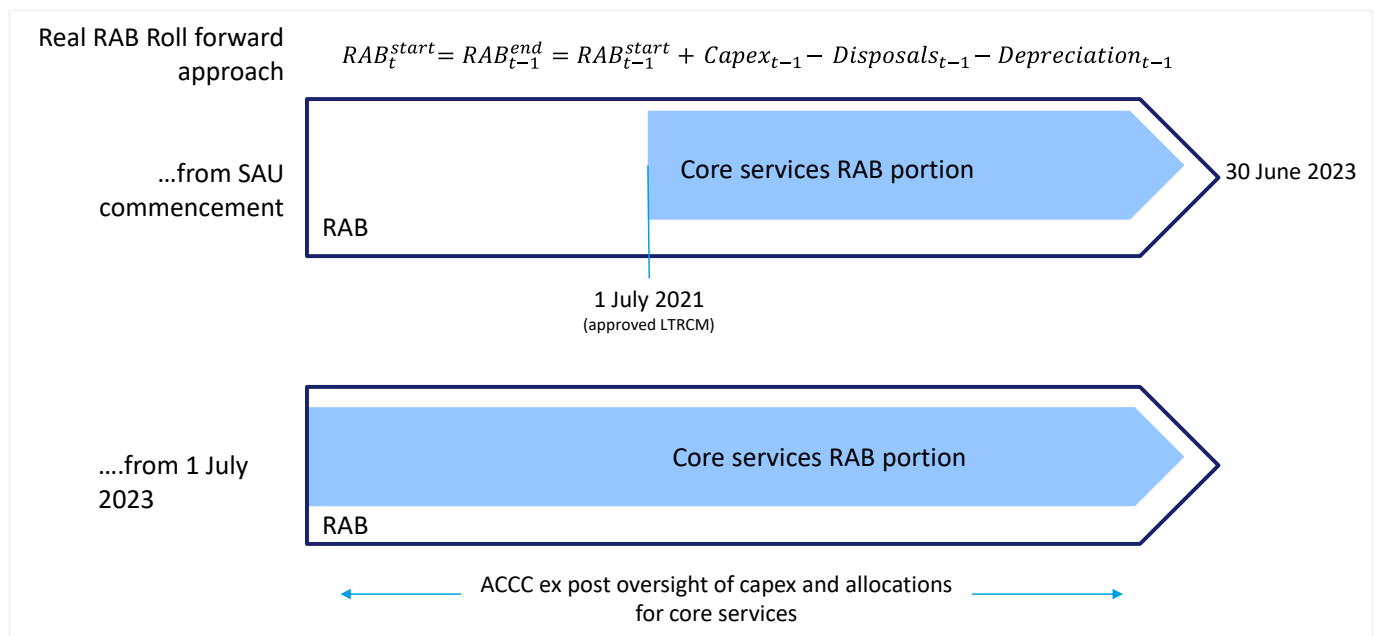 Real RAB Roll forward
approach
RAB_t^{start} = RAB_{t-1}^{end} = RAB_{t-1}^{start} + Capex_{t-1} − Disposals_{t-1} − Depreciation_{t-1}
...from SAU
commencement
Core services RAB portion
30 June 2023
RAB
1 July 2021
(approved LTRCM)
....from 1 July
2023
Core services RAB portion
RAB
ACCC ex post oversight of capex and allocations
for core services